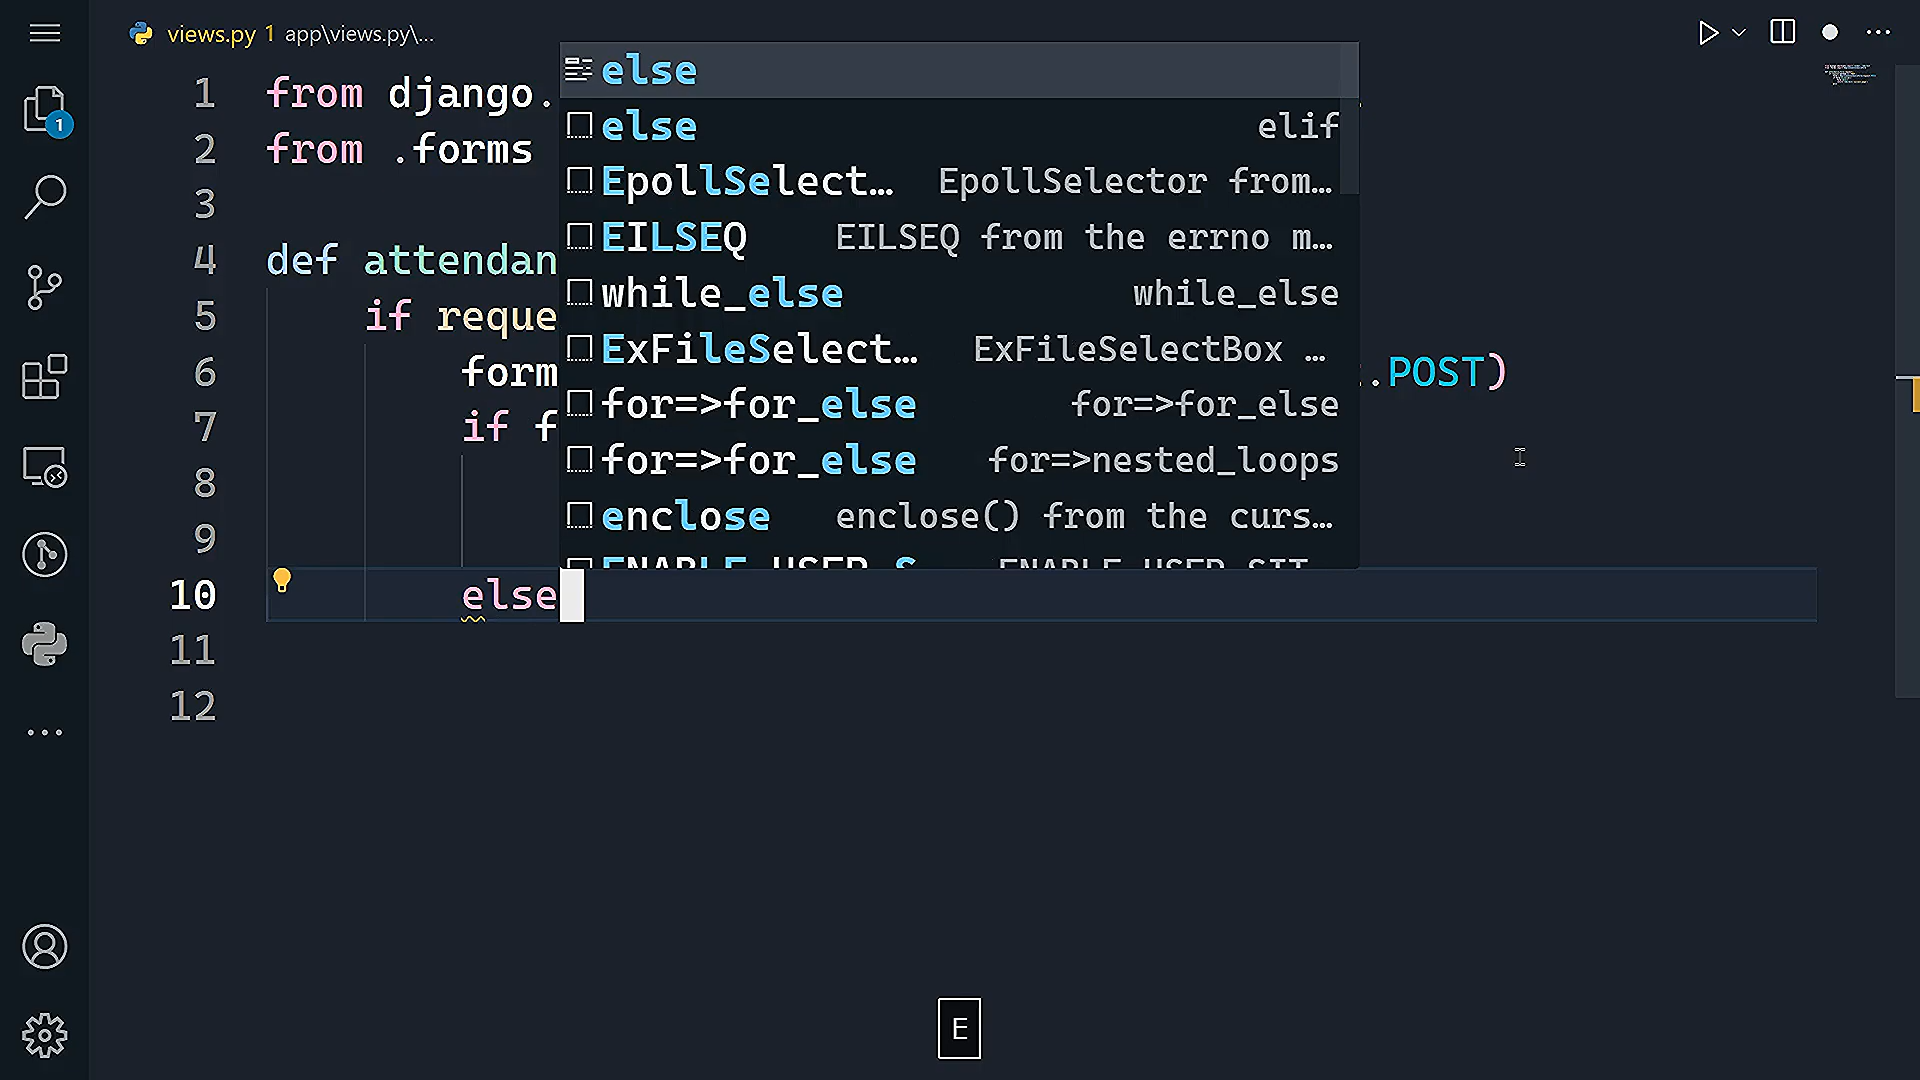 views.py 1 app\views.py\...
1 from django.
2 from .forms
3
4 def attendan
5 if reque
6 form .POST)
7 if f
8
9
10 else
11
12
else
else elif
EpollSelect… EpollSelector from…
EILSEQ EILSEQ from the errno m…
while_else while_else
ExFileSelect… ExFileSelectBox …
for=>for_else for=>for_else
for=>for_else for=>nested_loops
enclose enclose() from the curs…
ENABLE_USER_S… ENABLE_USER_SIT…
1
E